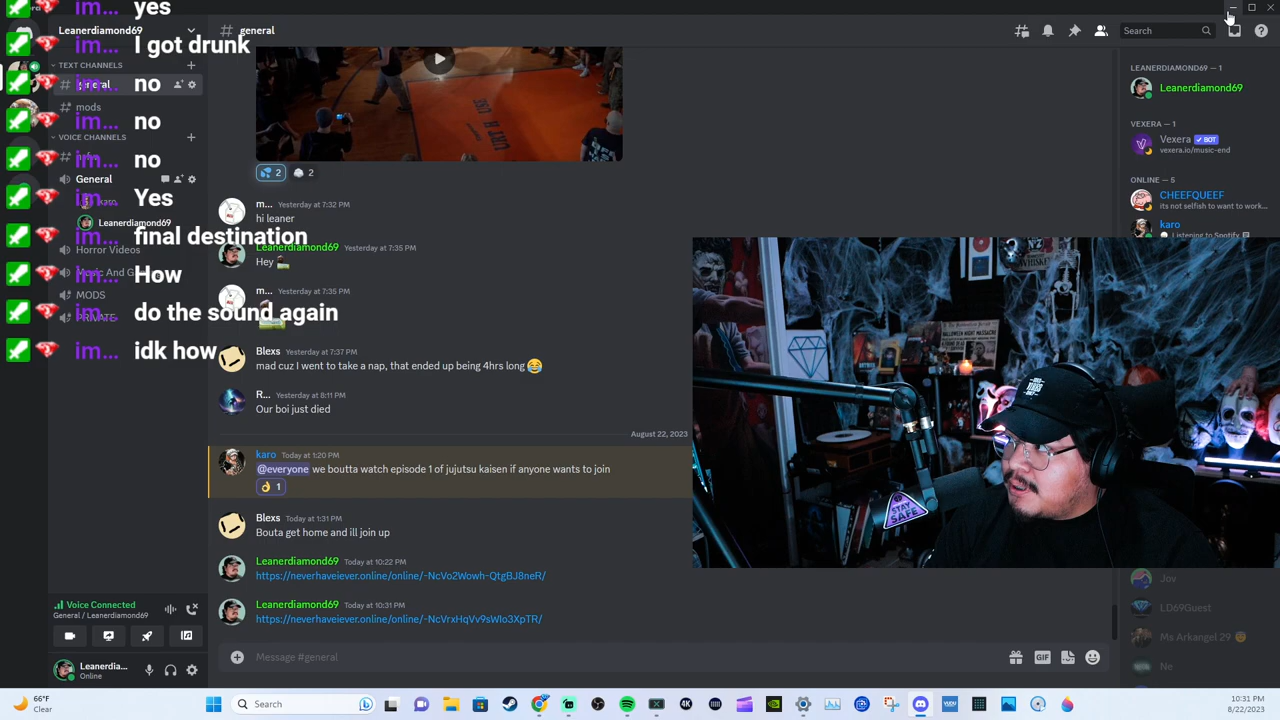 im... yes
im... I got drunk
im... no
im... no
im... no
im... Yes
im... final destination
im... How
im... do the sound again
im... idk how
Leanerdiamond69
TEXT CHANNELS
general
mods
VOICE CHANNELS
General
karo
Leanerdiamond69
Horror Videos
MODS
PRIVATE
Voice Connected
General / Leanerdiamond69
Leanerdia...
Online
general
Search
m... Yesterday at 7:32 PM
hi leaner
Leanerdiamond69 Yesterday at 7:35 PM
Hey
m... Yesterday at 7:35 PM
Blexs Yesterday at 7:37 PM
mad cuz I went to take a nap, that ended up being 4hrs long 😂
R... Yesterday at 8:11 PM
Our boi just died
August 22, 2023
karo Today at 1:20 PM
@everyone we boutta watch episode 1 of jujutsu kaisen if anyone wants to join
👌 1
Blexs Today at 1:31 PM
Bouta get home and ill join up
Leanerdiamond69 Today at 10:22 PM
https://neverhaveiever.online/online/-NcVo2Wowh-QtgBJ8neR/
Leanerdiamond69 Today at 10:31 PM
https://neverhaveiever.online/online/-NcVrxHqVv9sWIo3XpTR/
Message #general
GIF
LEANERDIAMOND69 — 1
Leanerdiamond69
VEXERA — 1
Vexera BOT
vexera.io/music-end
ONLINE — 5
CHEEFQUEEF
its not selfish to want to work...
karo
Listening to Spotify
HALLOWEEN NIGHT MASSACRE
STAY SAFE
Jov
LD69Guest
Ms Arkangel 29
Ne
66°F
Clear
Search
4K
10:31 PM
8/22/2023